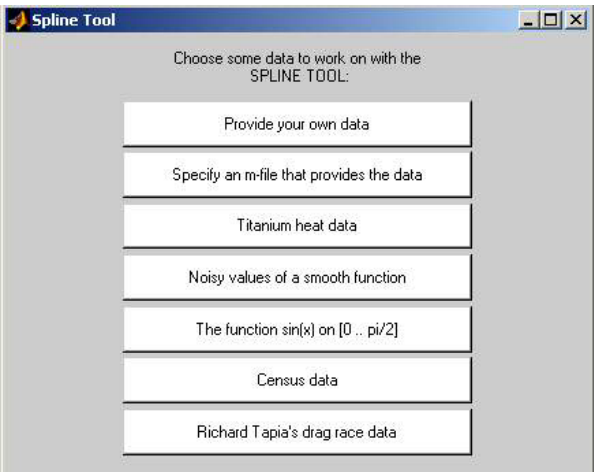 Spline Tool
Choose some data to work on with the
SPLINE TOOL:
Provide your own data
Specify an m-file that provides the data
Titanium heat data
Noisy values of a smooth function
The function sin(x) on [0 .. pi/2]
Census data
Richard Tapia's drag race data